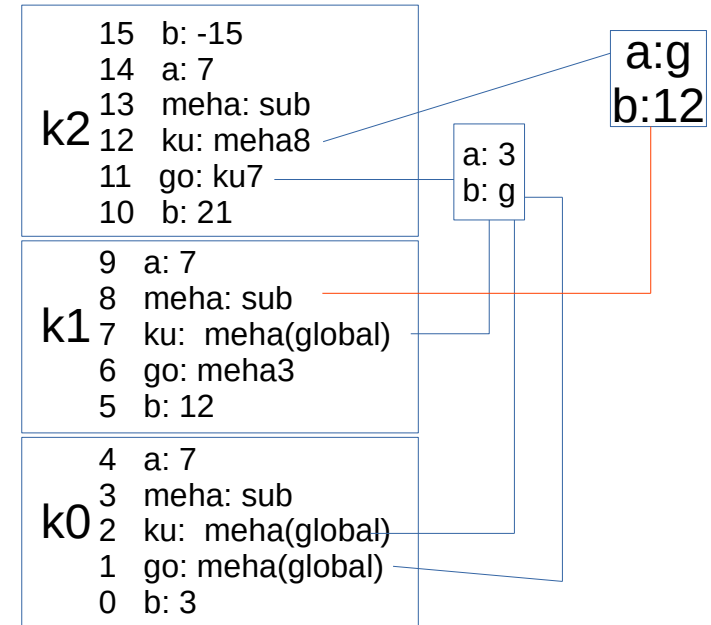 k2
15 b: -15
14 a: 7
13 meha: sub
12 ku: meha8
11 go: ku7
10 b: 21
k1
9 a: 7
8 meha: sub
7 ku: meha(global)
6 go: meha3
5 b: 12
k0
4 a: 7
3 meha: sub
2 ku: meha(global)
1 go: meha(global)
0 b: 3
a: 3
b: g
a:g
b:12